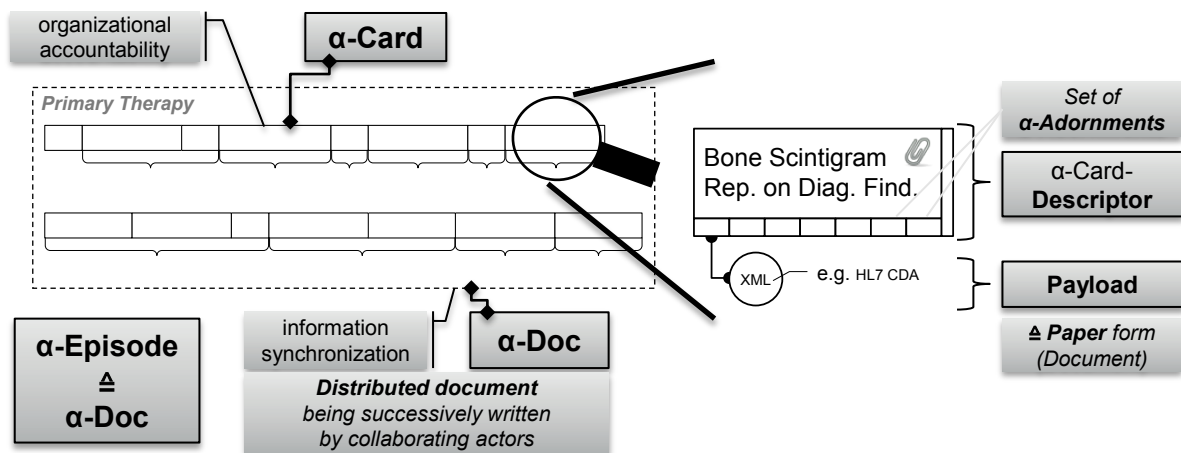 organizational
accountability
α-Card
Primary Therapy
Set of
α-Adornments
Bone Scintigram
Rep. on Diag. Find.
α-Card-
Descriptor
XML
e.g. HL7 CDA
Payload
≙ Paper form
(Document)
α-Episode
≙
α-Doc
information
synchronization
α-Doc
Distributed document
being successively written
by collaborating actors